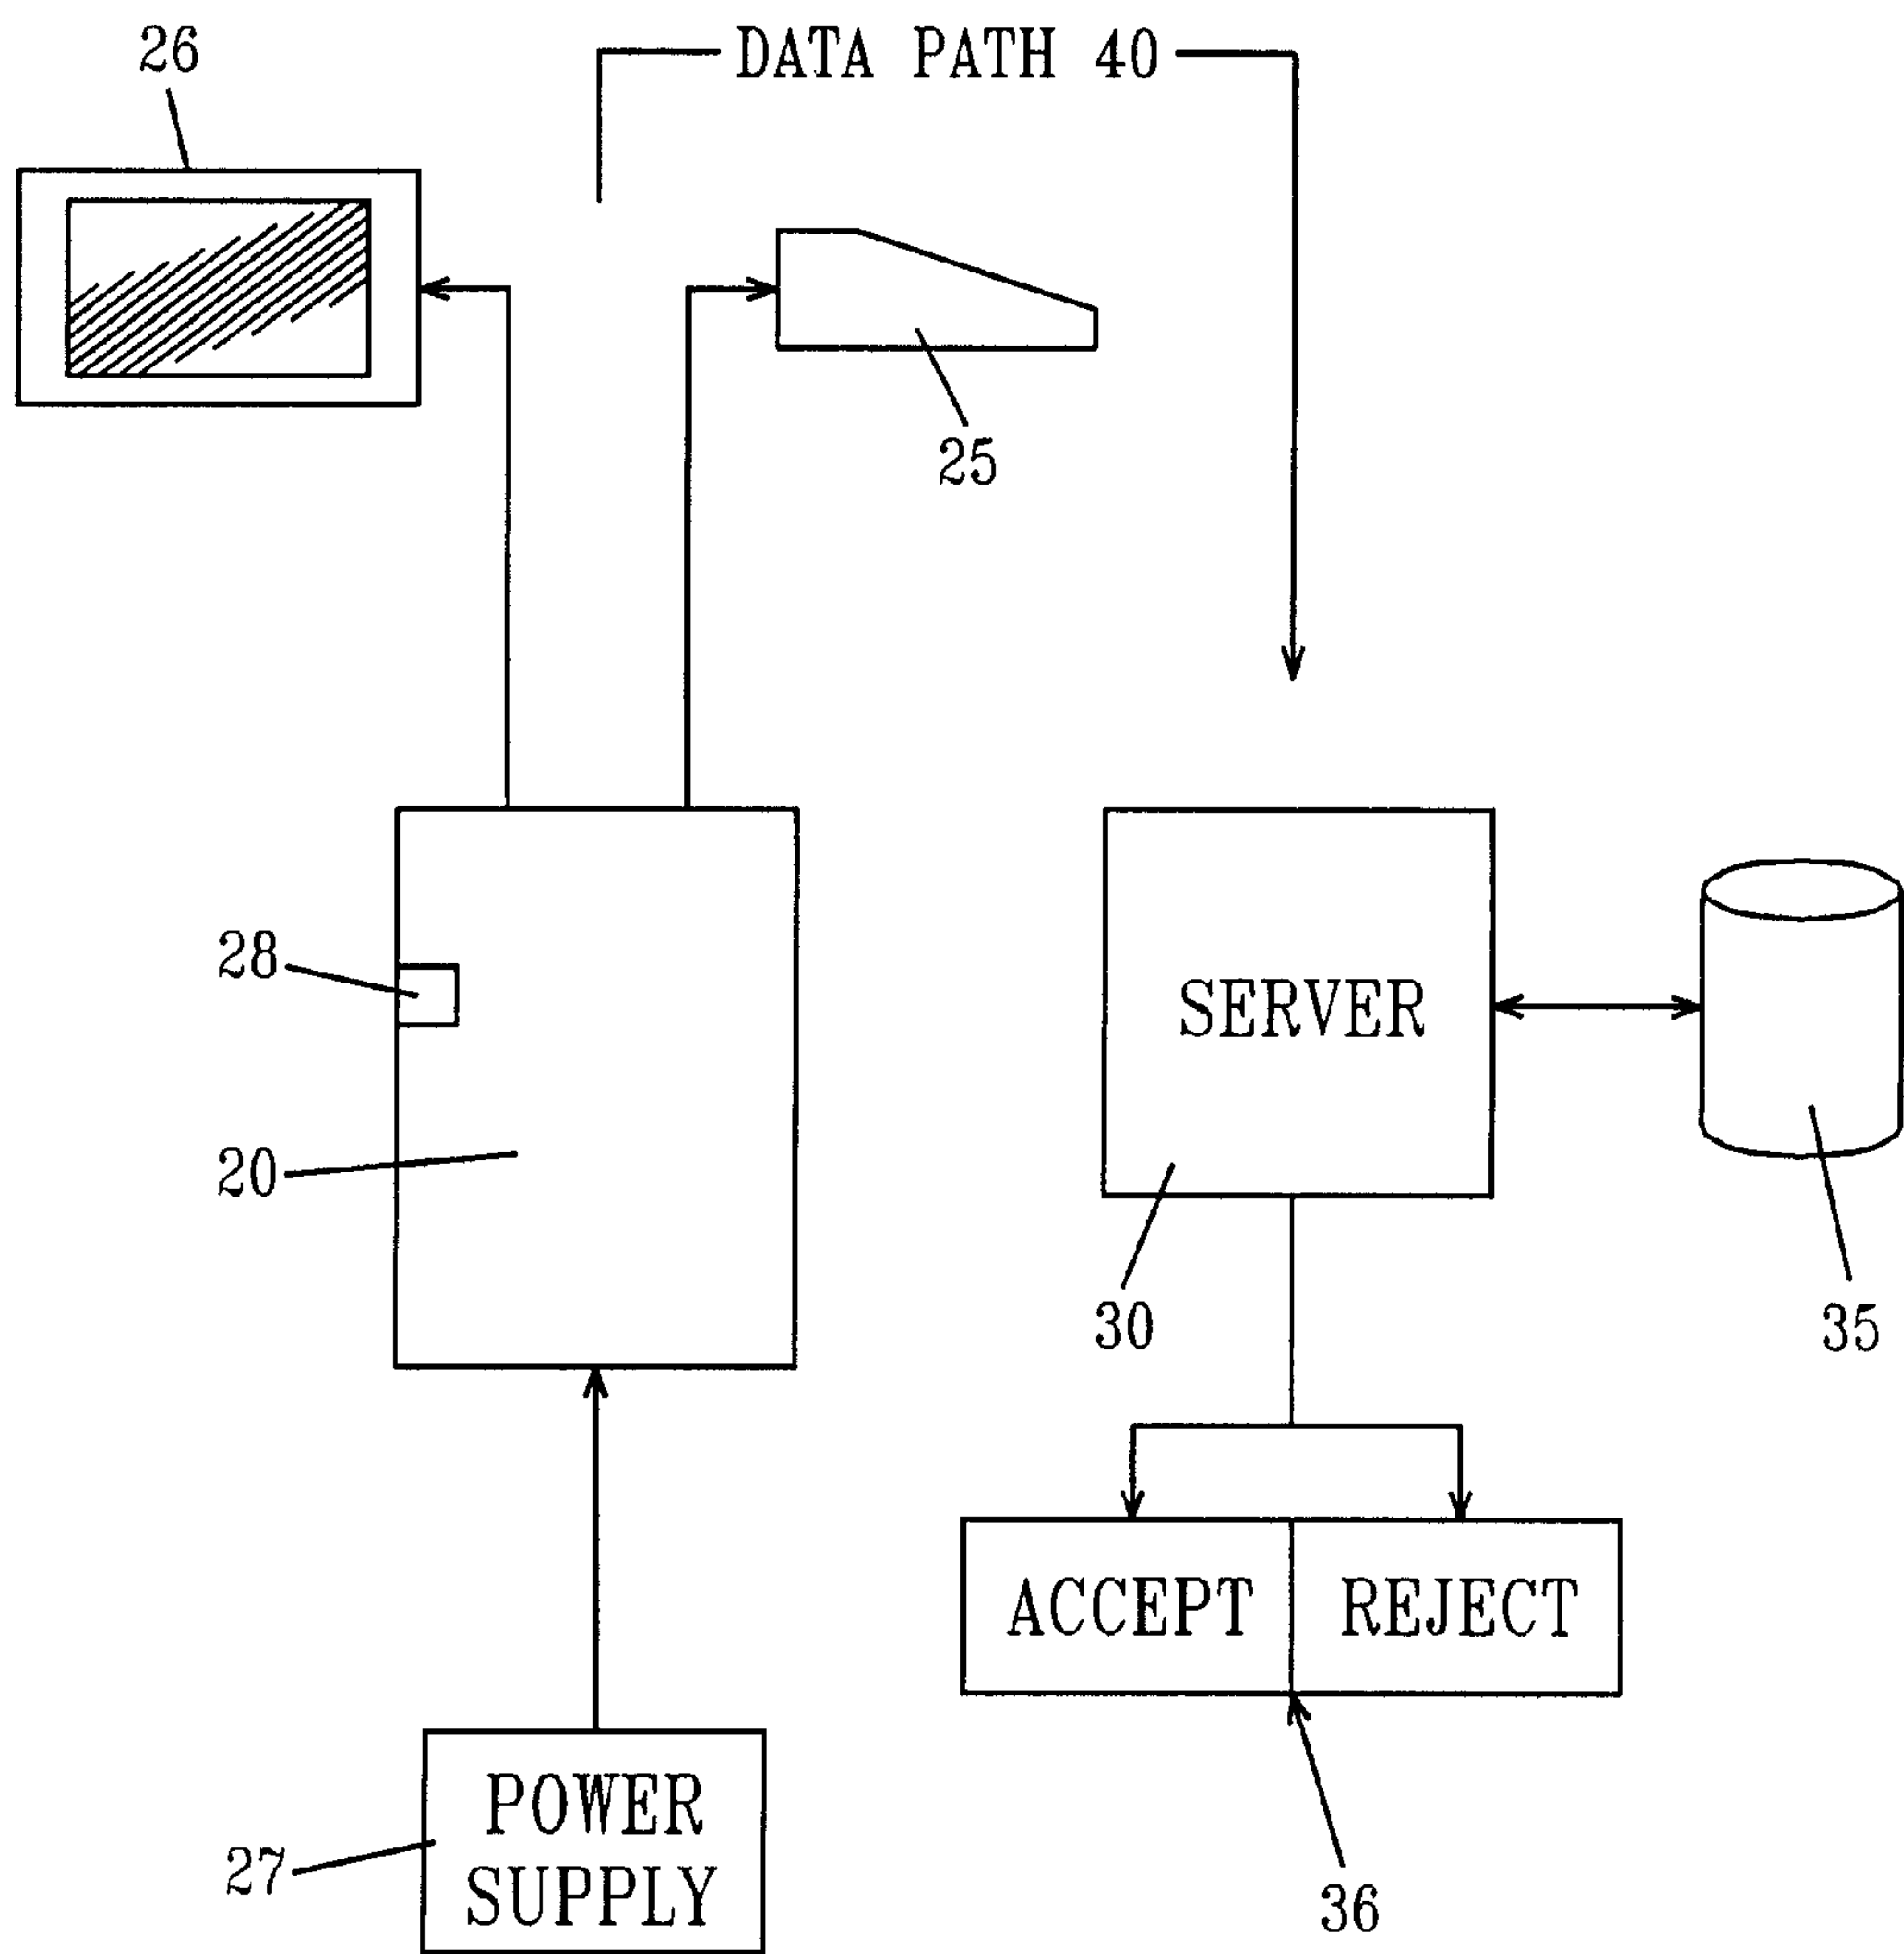 26
DATA PATH 40
25
28
SERVER
20
30
35
ACCEPT REJECT
POWER
SUPPLY
27
36